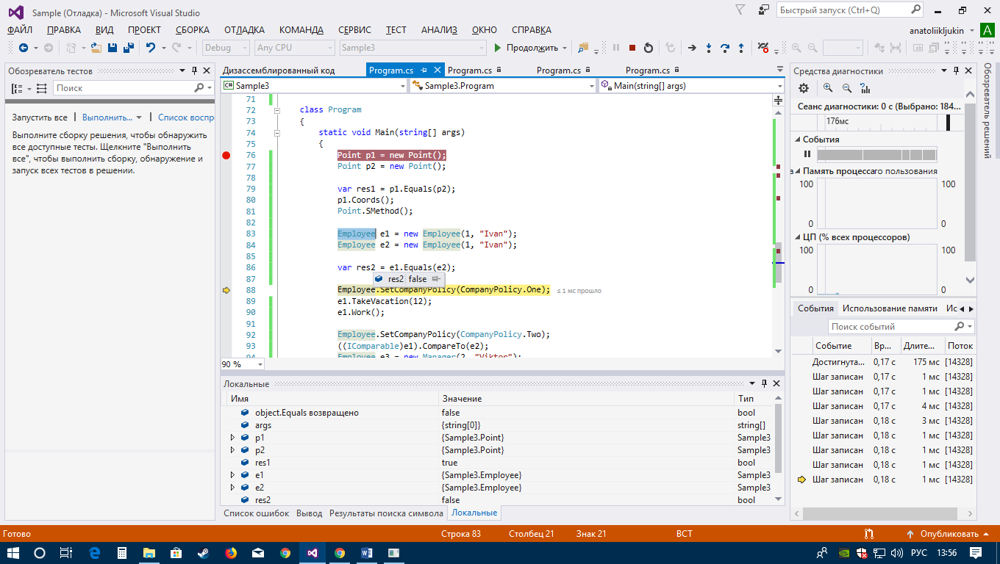 Sample (Отладка) - Microsoft Visual Studio
Быстрый запуск (Ctrl+Q)
ФАЙЛ ПРАВКА ВИД ПРОЕКТ СБОРКА ОТЛАДКА КОМАНДА СЕРВИС ТЕСТ АНАЛИЗ ОКНО СПРАВКА
anatoliikljukin A
Debug Any CPU Sample3 Продолжить
Обозреватель тестов
Поиск
Запустить все Выполнить... Список воспр
Выполните сборку решения, чтобы обнаружить
все доступные тесты. Щелкните "Выполнить
все", чтобы выполнить сборку, обнаружение и
запуск всех тестов в решении.
Дизассемблированный код Program.cs Program.cs Program.cs Program.cs
C# Sample3 Sample3.Program Main(string[] args)
71
72 class Program
73 {
74 static void Main(string[] args)
75 {
76 Point p1 = new Point();
77 Point p2 = new Point();
78
79 var res1 = p1.Equals(p2);
80 p1.Coords();
81 Point.SMethod();
82
83 Employee e1 = new Employee(1, "Ivan");
84 Employee e2 = new Employee(1, "Ivan");
85
86 var res2 = e1.Equals(e2);
87
res2 false
88 Employee.SetCompanyPolicy(CompanyPolicy.One); ≤ 1 мс прошло
89 e1.TakeVacation(12);
90 e1.Work();
91
92 Employee.SetCompanyPolicy(CompanyPolicy.Two);
93 ((IComparable)e1).CompareTo(e2);
94 Employee e3 = new Manager(2, "Viktor");
90 %
Локальные
Имя Значение Тип
object.Equals возвращено false bool
args {string[0]} string[]
p1 {Sample3.Point} Sample3
p2 {Sample3.Point} Sample3
res1 true bool
e1 {Sample3.Employee} Sample3
e2 {Sample3.Employee} Sample3
res2 false bool
Список ошибок Вывод Результаты поиска символа Локальные
Средства диагностики
Сеанс диагностики: 0 с (Выбрано: 184...
176мс
События
а Память процессаго пользования
100 100
0 0
ЦП (% всех процессоров)
100 100
0 0
События Использование памяти Ис
Поиск событий
Событие Вр... Длите... Поток
Достигнута... 0,17 с 175 мс [14328]
Шаг записан 0,17 с 1 мс [14328]
Шаг записан 0,17 с 1 мс [14328]
Шаг записан 0,17 с 4 мс [14328]
Шаг записан 0,18 с 3 мс [14328]
Шаг записан 0,18 с 1 мс [14328]
Шаг записан 0,18 с 1 мс [14328]
Шаг записан 0,18 с 1 мс [14328]
Шаг записан 0,18 с 1 мс [14328]
Обозреватель решений
Готово Строка 83 Столбец 21 Знак 21 ВСТ Опубликовать
РУС 13:56